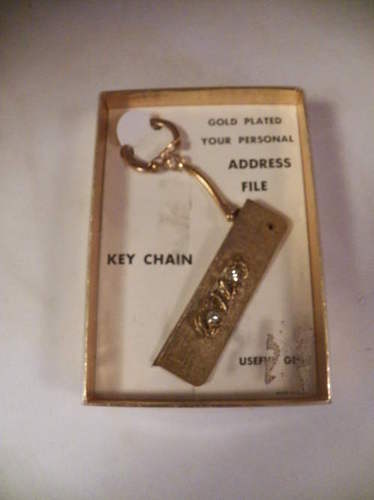 GOLD PLATED
YOUR PERSONAL
ADDRESS
FILE
KEY CHAIN